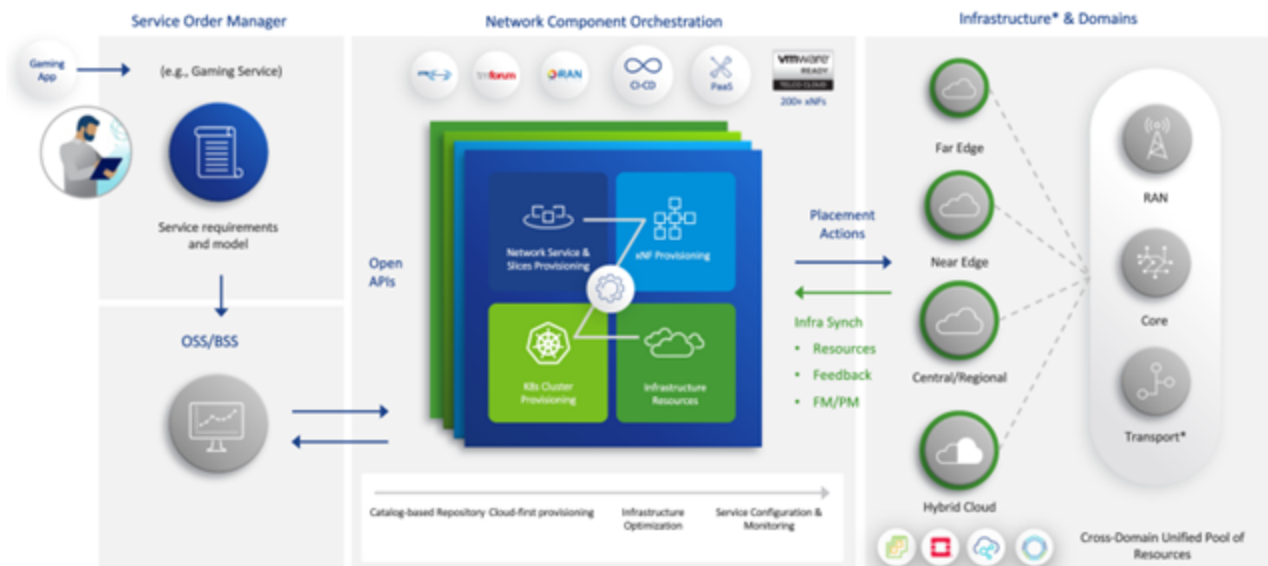 Service Order Manager
Network Component Orchestration
Infrastructure* & Domains
Gaming
App
(e.g., Gaming Service)
Service requirements
and model
OSS/BSS
tmforum
RAN
CI-CD
PaaS
vmware
READY
TELCO CLOUD
200+ xNFs
Open
APIs
Network Service &
Slices Provisioning
xNF Provisioning
K8s Cluster
Provisioning
Infrastructure
Resources
Catalog-based Repository
Cloud-first provisioning
Infrastructure
Optimization
Service Configuration &
Monitoring
Placement
Actions
Infra Synch
• Resources
• Feedback
• FM/PM
Far Edge
Near Edge
Central/Regional
Hybrid Cloud
RAN
Core
Transport*
Cross-Domain Unified Pool of
Resources